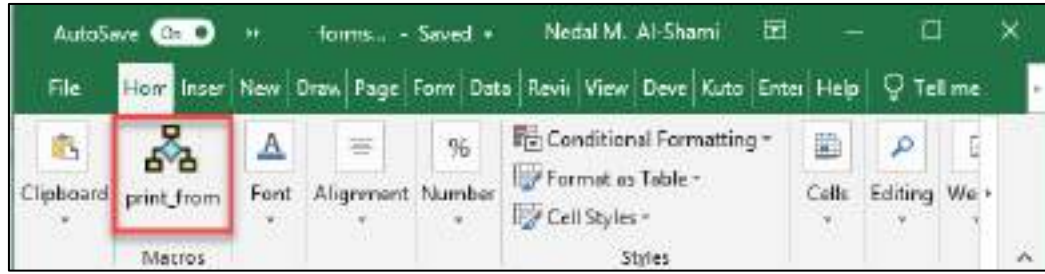 AutoSave On forms... - Saved Nedal M. Al-Shami
File Hom Inser New Draw Page Form Data Revie View Deve Kuto Enter Help Tell me
Clipboard print_from Font Alignment Number Conditional Formatting Format as Table Cell Styles Cells Editing We
Macros Styles